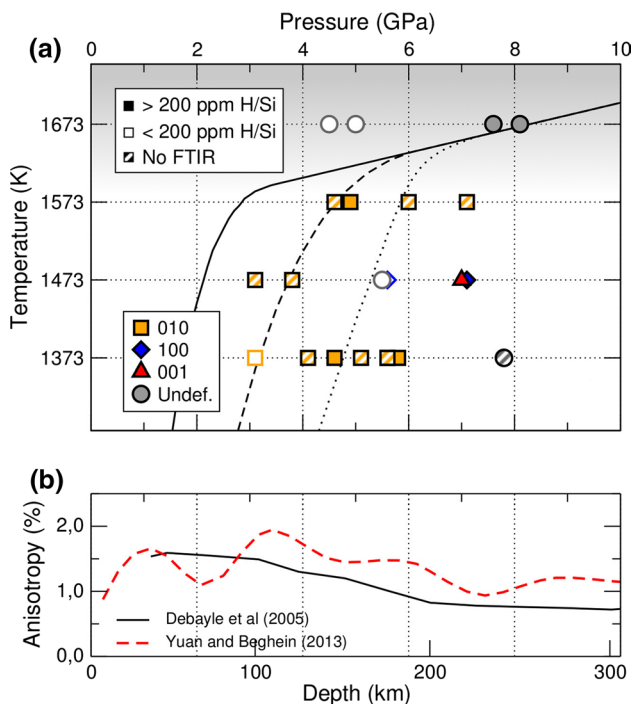 Pressure (GPa)
(a)
0 2 4 6 8 10
> 200 ppm H/Si
< 200 ppm H/Si
No FTIR
Temperature (K)
1673
1573
1473
1373
010
100
001
Undef.
(b)
Anisotropy (%)
2,0
1,0
0,0
Debayle et al (2005)
Yuan and Beghein (2013)
0 100 200 300
Depth (km)